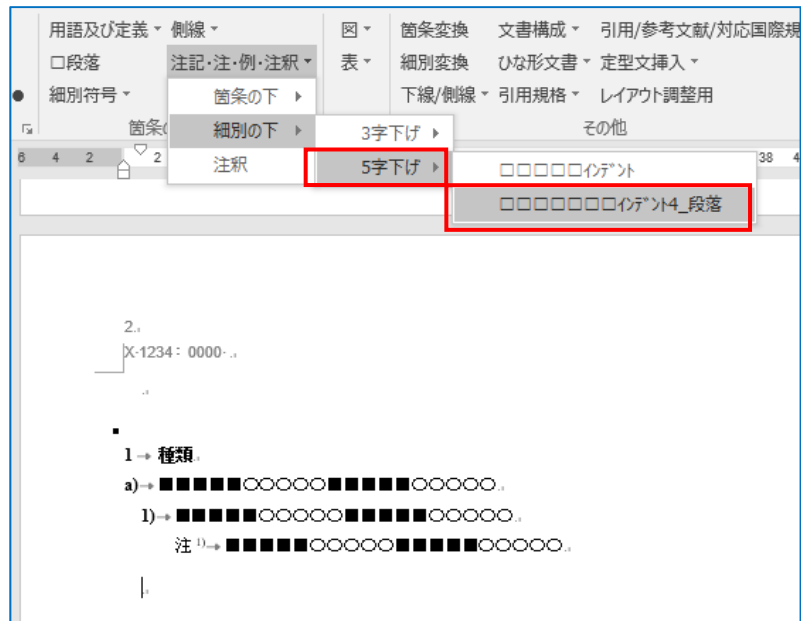 用語及び定義 側線 図 箇条変換 文書構成 引用/参考文献/対応国際規
□段落 注記・注・例・注釈 表 細別変換 ひな形文書 定型文挿入
● 細別符号 箇条の下 下線/側線 引用規格 レイアウト調整用
箇条 細別の下 3字下げ その他
6 4 2 2 注釈 5字下げ □□□□□インデント 38 4
□□□□□□□インデント4_段落
2.
X-1234：0000
1→種類
a)→■■■■■○○○○○■■■■■○○○○○
1)→■■■■■○○○○○■■■■■○○○○○
注 1)→■■■■■○○○○○■■■■■○○○○○